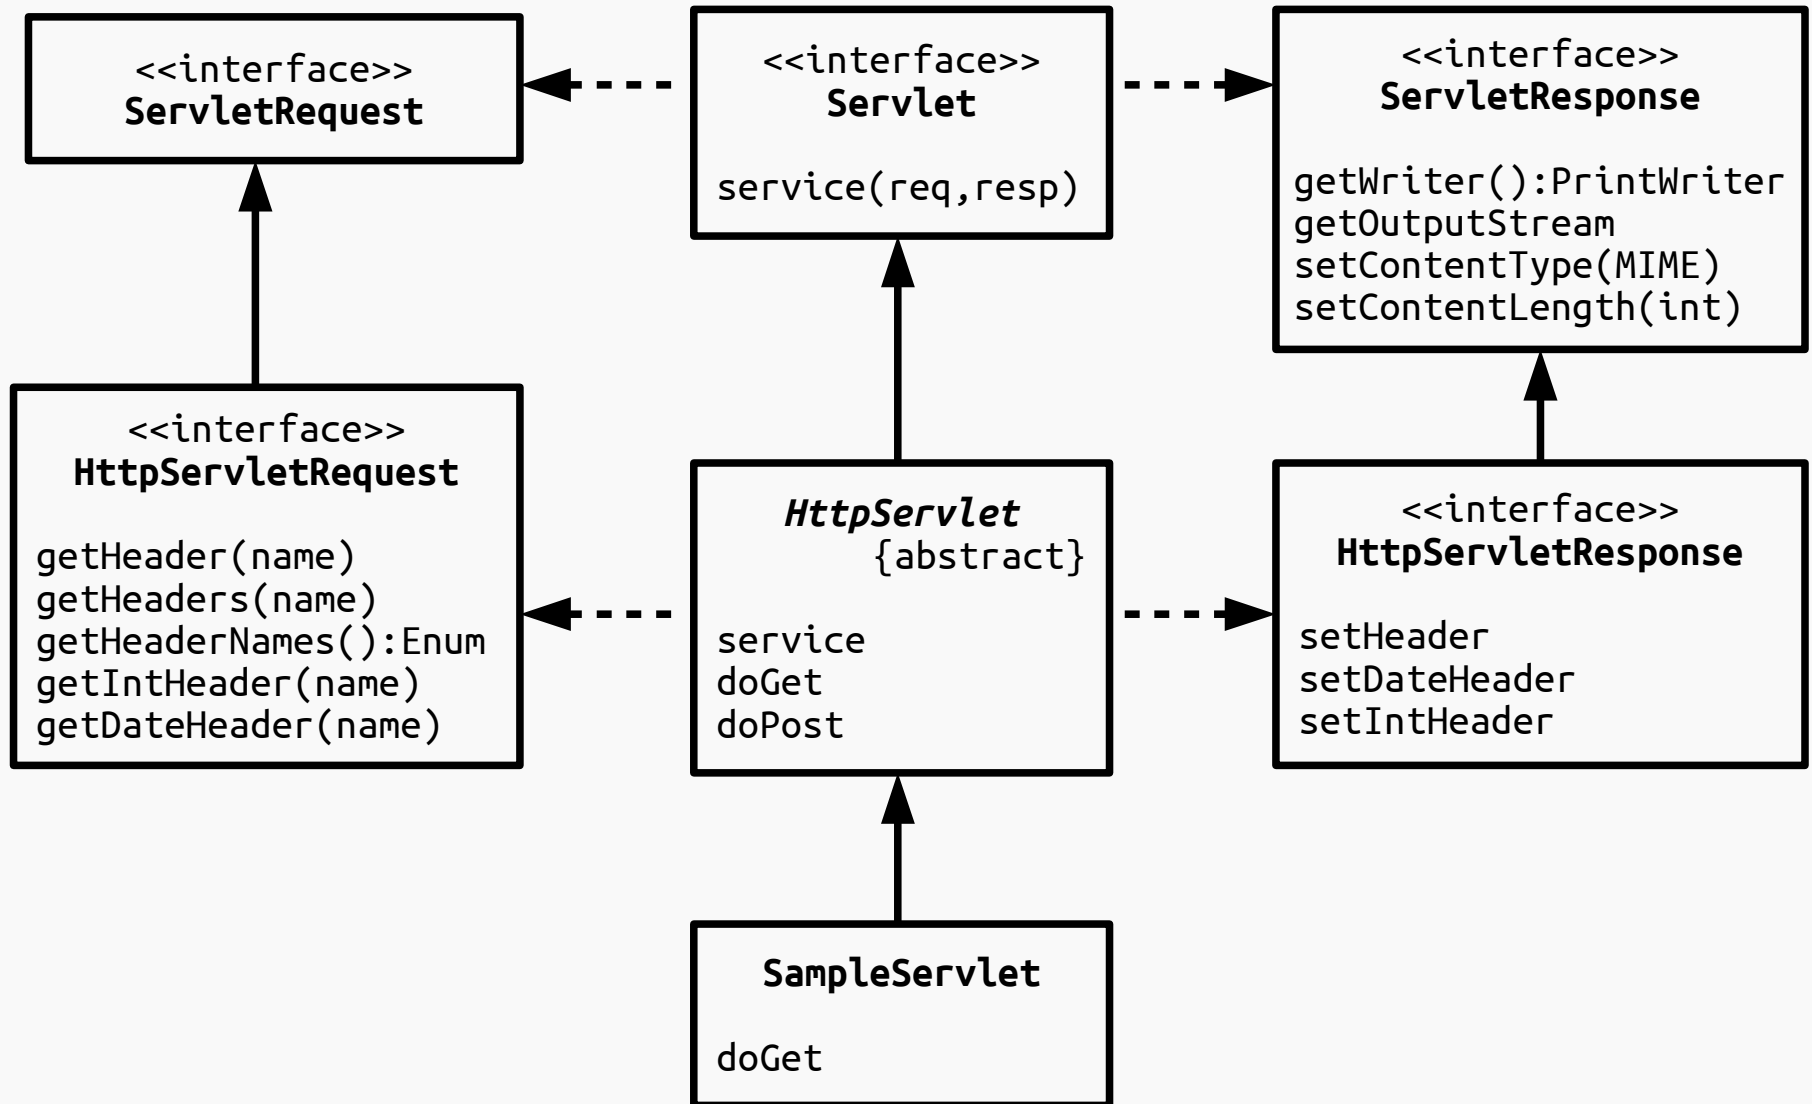 <<interface>>
ServletRequest
<<interface>>
Servlet
service(req,resp)
<<interface>>
ServletResponse
getWriter():PrintWriter
getOutputStream
setContentType(MIME)
setContentLength(int)
<<interface>>
HttpServletRequest
getHeader(name)
getHeaders(name)
getHeaderNames():Enum
getIntHeader(name)
getDateHeader(name)
HttpServlet
{abstract}
service
doGet
doPost
<<interface>>
HttpServletResponse
setHeader
setDateHeader
setIntHeader
SampleServlet
doGet